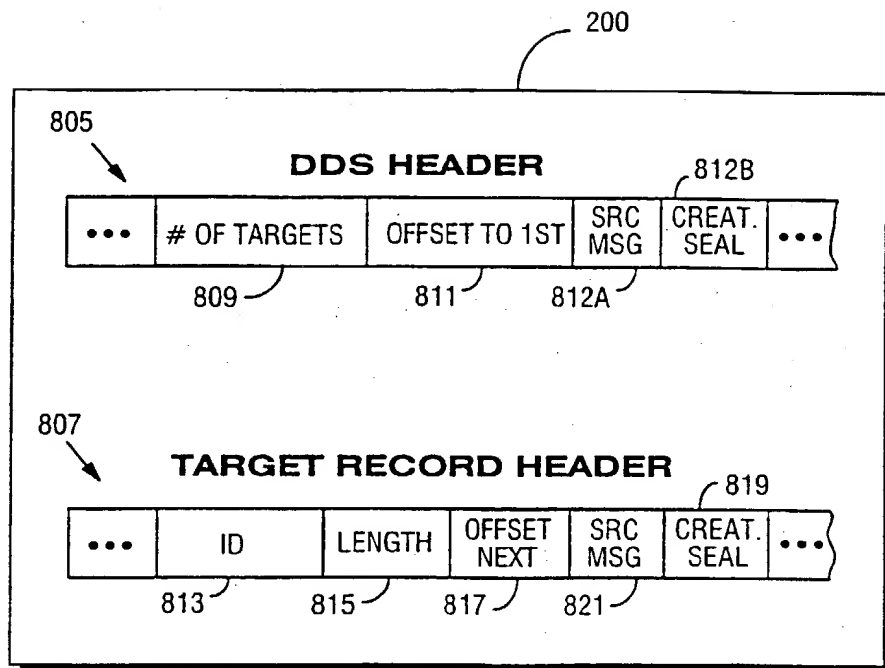 200
805
DDS HEADER
812B
••• # OF TARGETS OFFSET TO 1ST SRC MSG CREAT. SEAL •••
809 811 812A
807
TARGET RECORD HEADER
819
••• ID LENGTH OFFSET NEXT SRC MSG CREAT. SEAL •••
813 815 817 821